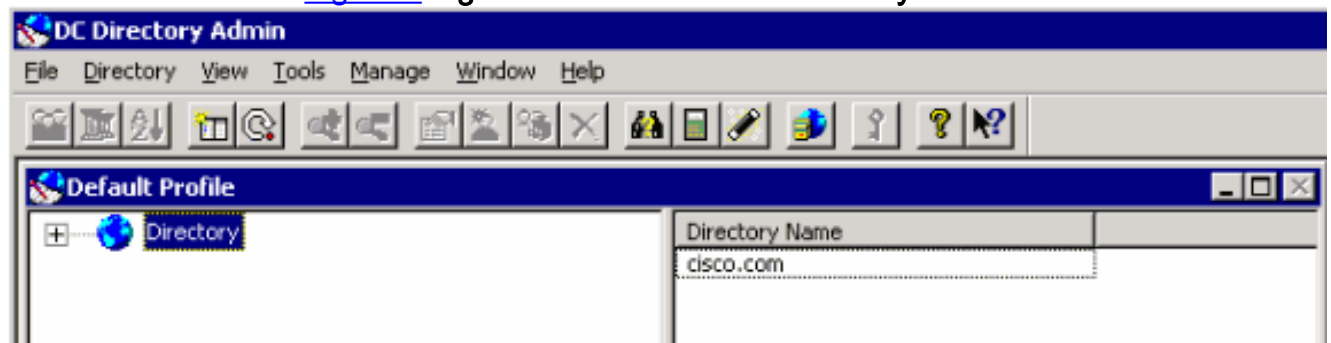 DC Directory Admin
File Directory View Tools Manage Window Help
Default Profile
Directory
Directory Name
cisco.com